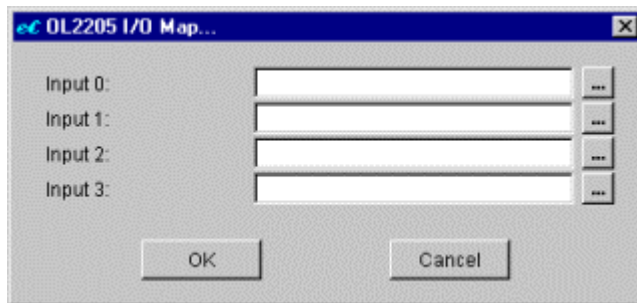 eC OL2205 I/O Map...
Input 0: ...
Input 1: ...
Input 2: ...
Input 3: ...
OK Cancel